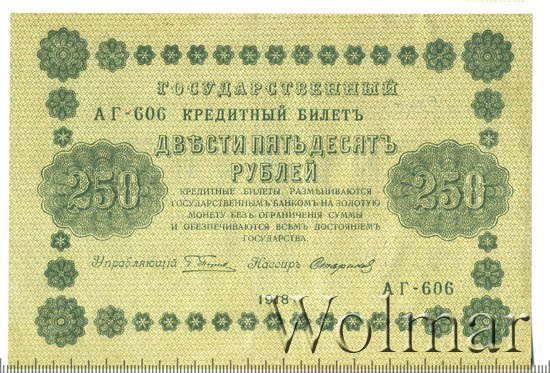 ГОСУДАРСТВЕННЫЙ
АГ-606 КРЕДИТНЫЙ БИЛЕТЪ
ДВѢСТИ ПЯТЬДЕСЯТЪ
РУБЛЕЙ
250
250
КРЕДИТНЫЕ БИЛЕТЫ РАЗМѢНИВАЮТСЯ
ГОСУДАРСТВЕННЫМЪ БАНКОМЪ НА ЗОЛОТУЮ
МОНЕТУ БЕЗЪ ОГРАНИЧЕНІЯ СУММЫ
И ОБЕЗПЕЧИВАЮТСЯ ВСѢМЪ ДОСТОЯНІЕМЪ
ГОСУДАРСТВА.
Управляющій Кассиръ Стариковъ
1918
АГ-606
Wolmar